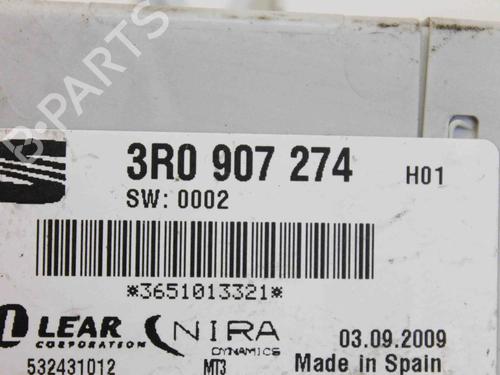 B-PARTS
3R0 907 274 H01
SW: 0002
*3651013321*
LEAR CORPORATION NIRA DYNAMICS 03.09.2009
532431012 MT3 Made in Spain